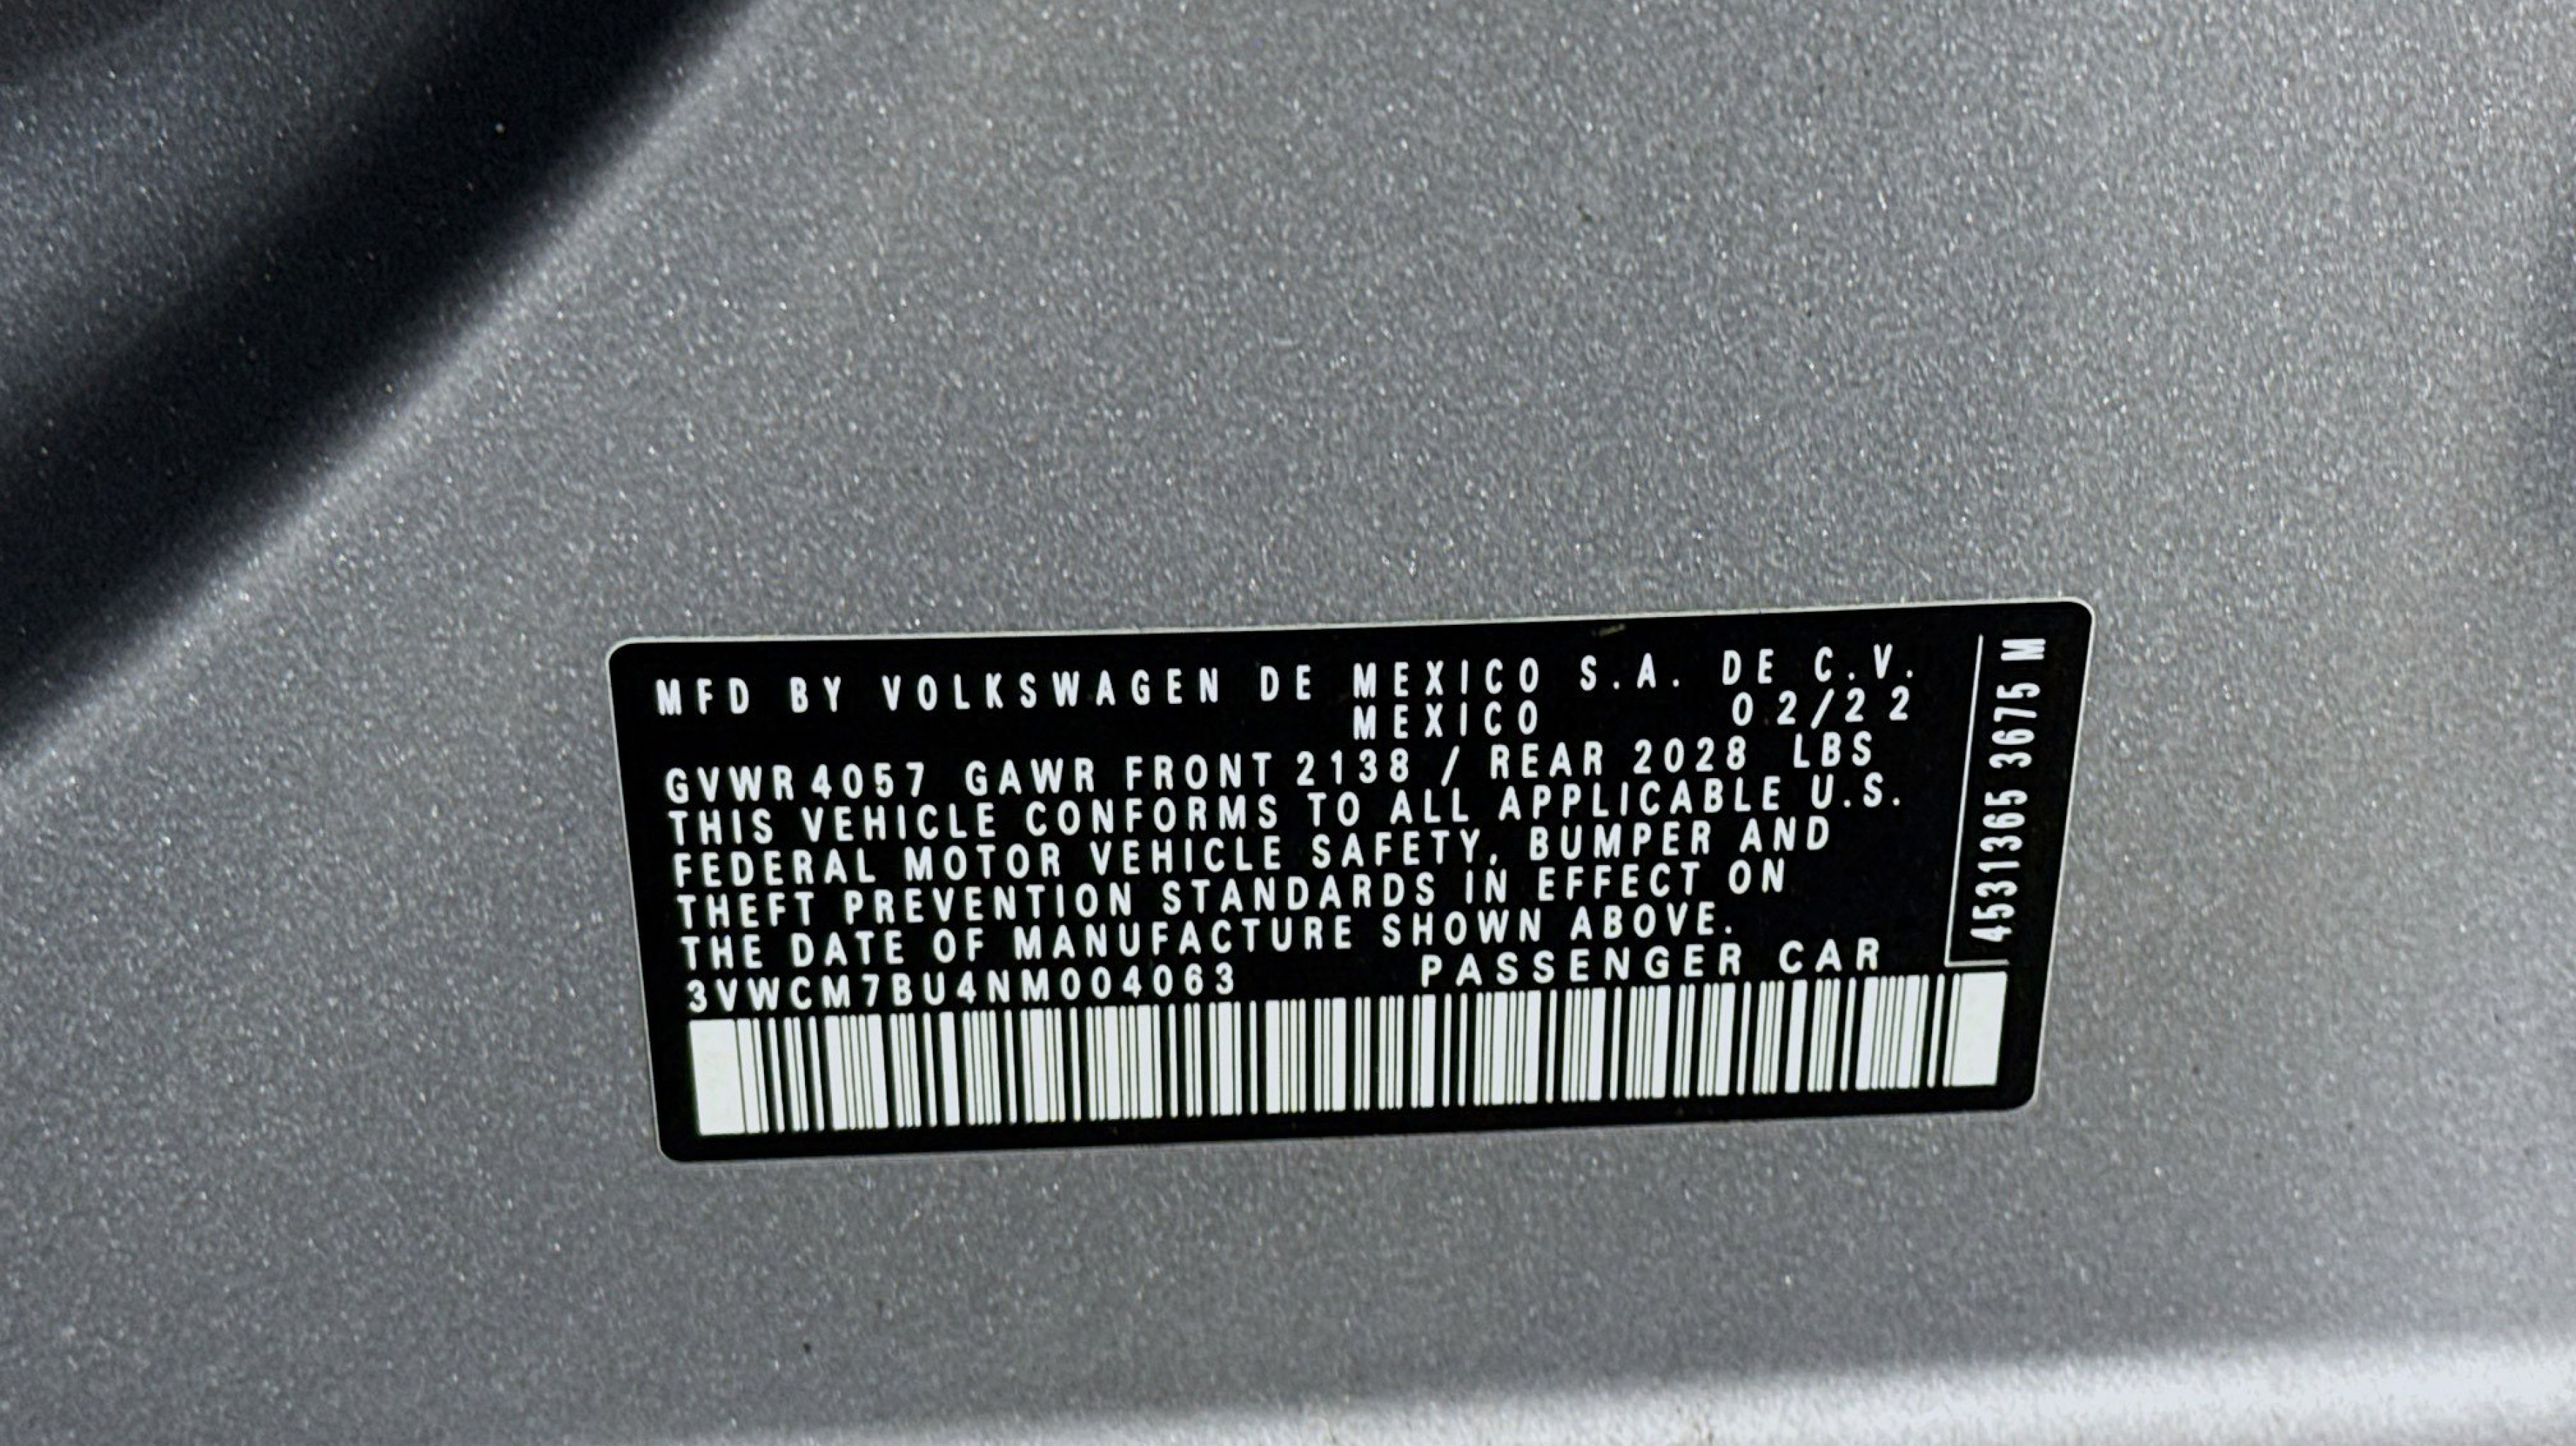 MFD BY VOLKSWAGEN DE MEXICO S.A. DE C.V.
MEXICO 02/22
GVWR 4057 GAWR FRONT 2138 / REAR 2028 LBS
THIS VEHICLE CONFORMS TO ALL APPLICABLE U.S.
FEDERAL MOTOR VEHICLE SAFETY, BUMPER AND
THEFT PREVENTION STANDARDS IN EFFECT ON
THE DATE OF MANUFACTURE SHOWN ABOVE.
3VWCM7BU4NM004063 PASSENGER CAR
4531365 3675 M